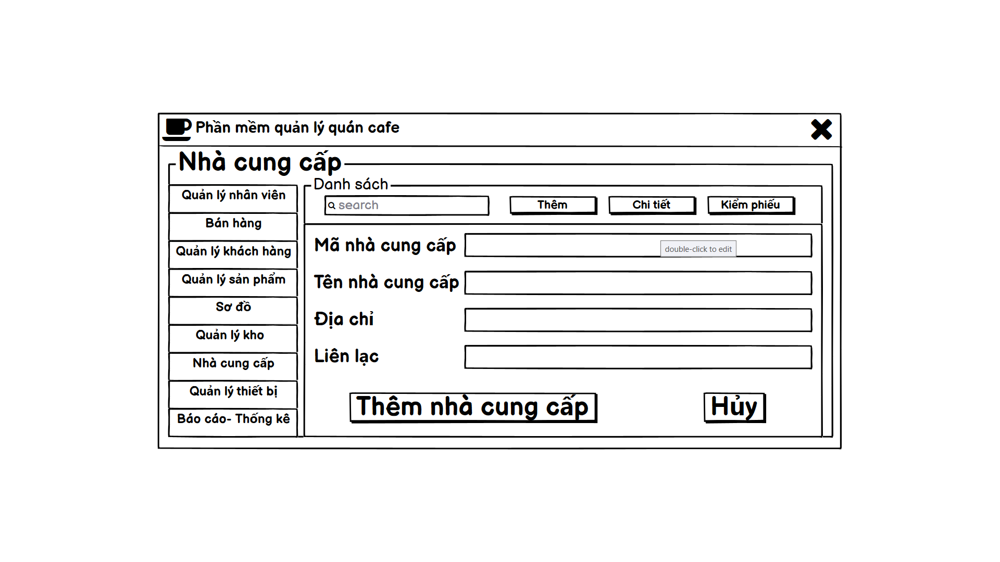 Phần mềm quản lý quán cafe
Nhà cung cấp
Quản lý nhân viên
Bán hàng
Quản lý khách hàng
Quản lý sản phẩm
Sơ đồ
Quản lý kho
Nhà cung cấp
Quản lý thiết bị
Báo cáo- Thống kê
Danh sách
search
Thêm
Chi tiết
Kiểm phiếu
Mã nhà cung cấp
double-click to edit
Tên nhà cung cấp
Địa chỉ
Liên lạc
Thêm nhà cung cấp
Hủy